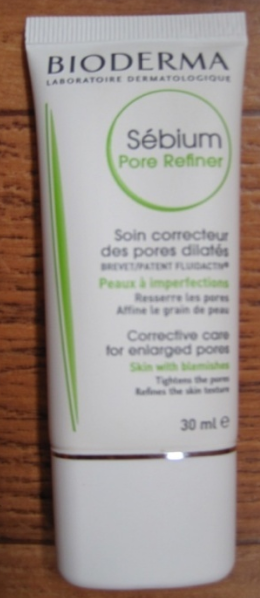 BIODERMA
LABORATOIRE DERMATOLOGIQUE
Sébium
Pore Refiner
Soin correcteur
des pores dilatés
BREVET/PATENT FLUIDACTIV®
Peaux à imperfections
Resserre les pores
Affine le grain de peau
Corrective care
for enlarged pores
Skin with blemishes
Tightens the pores
Refines the skin texture
30 ml e